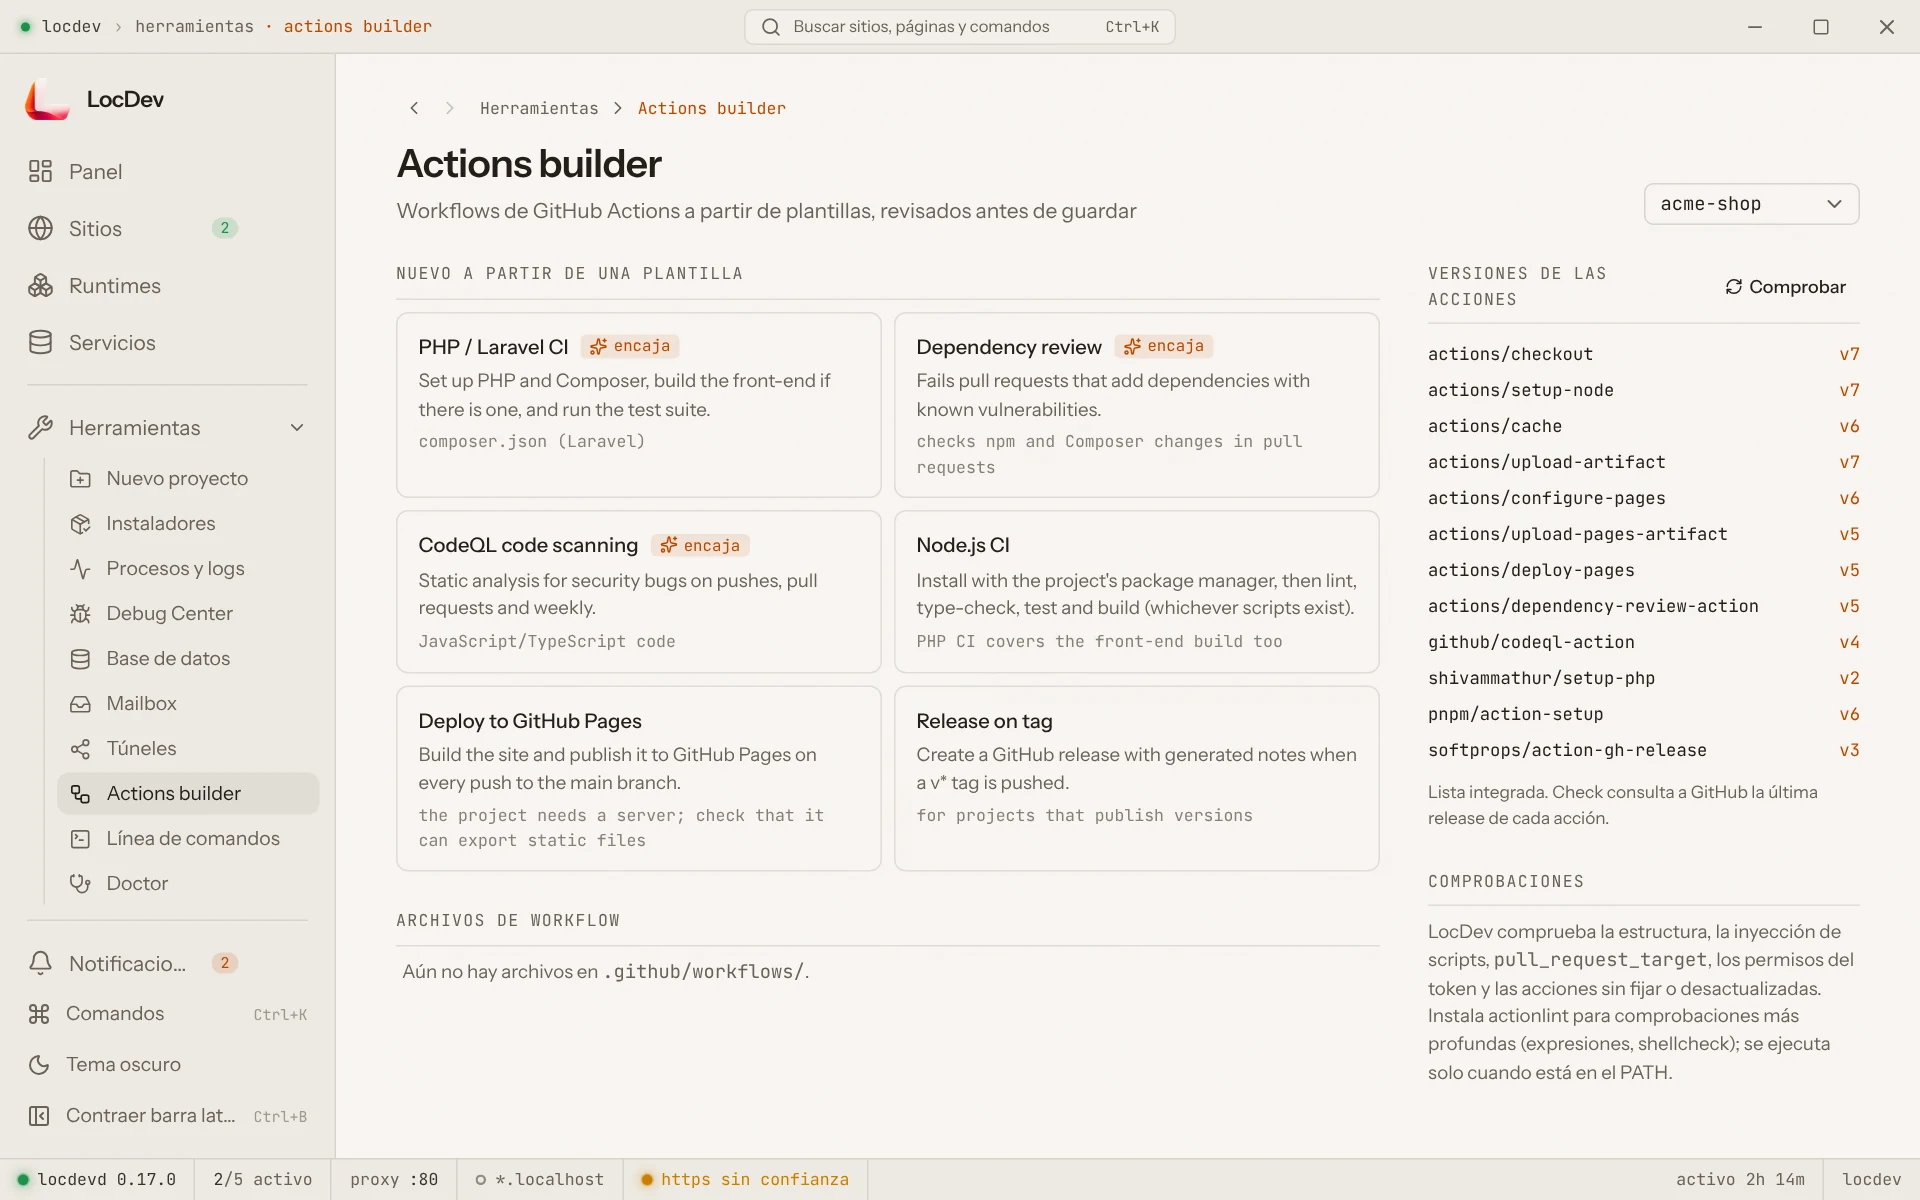 locdev › herramientas · actions builder
Buscar sitios, páginas y comandos Ctrl+K
LocDev
Panel
Sitios 2
Runtimes
Servicios
Herramientas
Nuevo proyecto
Instaladores
Procesos y logs
Debug Center
Base de datos
Mailbox
Túneles
Actions builder
Línea de comandos
Doctor
Notificacio... 2
Comandos Ctrl+K
Tema oscuro
Contraer barra lat... Ctrl+B
Herramientas > Actions builder
Actions builder
Workflows de GitHub Actions a partir de plantillas, revisados antes de guardar
acme-shop
NUEVO A PARTIR DE UNA PLANTILLA
PHP / Laravel CI encaja
Set up PHP and Composer, build the front-end if
there is one, and run the test suite.
composer.json (Laravel)
Dependency review encaja
Fails pull requests that add dependencies with
known vulnerabilities.
checks npm and Composer changes in pull
requests
CodeQL code scanning encaja
Static analysis for security bugs on pushes, pull
requests and weekly.
JavaScript/TypeScript code
Node.js CI
Install with the project's package manager, then lint,
type-check, test and build (whichever scripts exist).
PHP CI covers the front-end build too
Deploy to GitHub Pages
Build the site and publish it to GitHub Pages on
every push to the main branch.
the project needs a server; check that it
can export static files
Release on tag
Create a GitHub release with generated notes when
a v* tag is pushed.
for projects that publish versions
ARCHIVOS DE WORKFLOW
Aún no hay archivos en .github/workflows/.
VERSIONES DE LAS
ACCIONES
Comprobar
actions/checkout v7
actions/setup-node v7
actions/cache v6
actions/upload-artifact v7
actions/configure-pages v6
actions/upload-pages-artifact v5
actions/deploy-pages v5
actions/dependency-review-action v5
github/codeql-action v4
shivammathur/setup-php v2
pnpm/action-setup v6
softprops/action-gh-release v3
Lista integrada. Check consulta a GitHub la última
release de cada acción.
COMPROBACIONES
LocDev comprueba la estructura, la inyección de
scripts, pull_request_target, los permisos del
token y las acciones sin fijar o desactualizadas.
Instala actionlint para comprobaciones más
profundas (expresiones, shellcheck); se ejecuta
solo cuando está en el PATH.
locdevd 0.17.0 2/5 activo proxy :80 *.localhost https sin confianza activo 2h 14m locdev